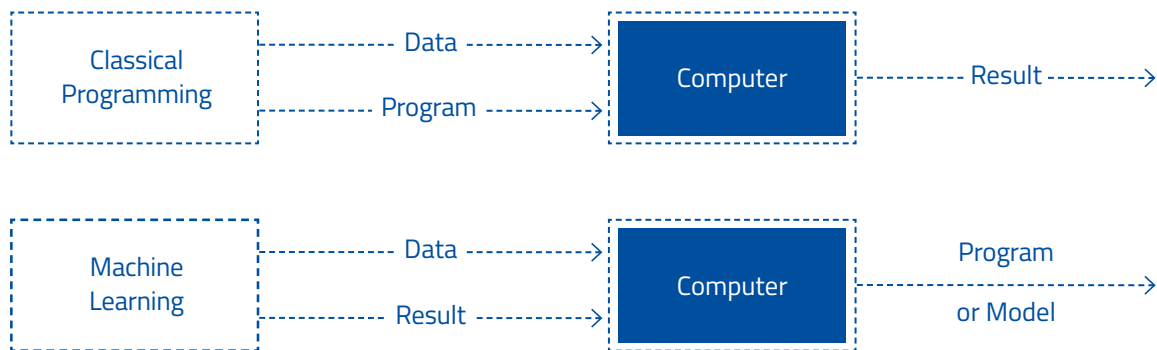 Classical
Programming
Data
Program
Computer
Result
Machine
Learning
Data
Result
Computer
Program
or Model